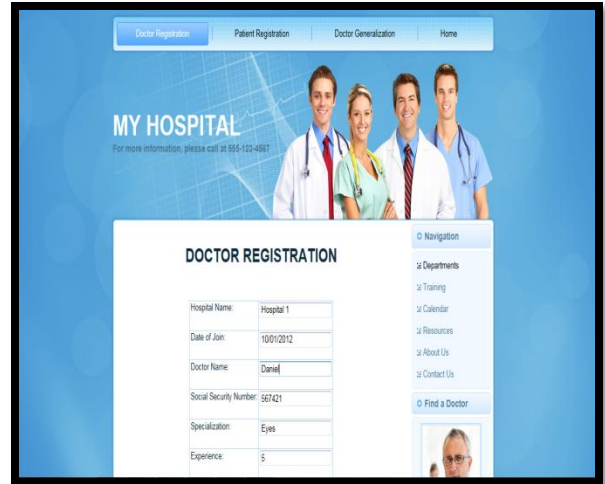 Doctor Registration Patient Registration Doctor Generalization Home
MY HOSPITAL
For more information, please call at 555-123-4567
DOCTOR REGISTRATION
Hospital Name: Hospital 1
Date of Join: 10/01/2012
Doctor Name: Daniel
Social Security Number: 567421
Specialization: Eyes
Experience: 5
Navigation
Departments
Training
Calendar
Resources
About Us
Contact Us
Find a Doctor